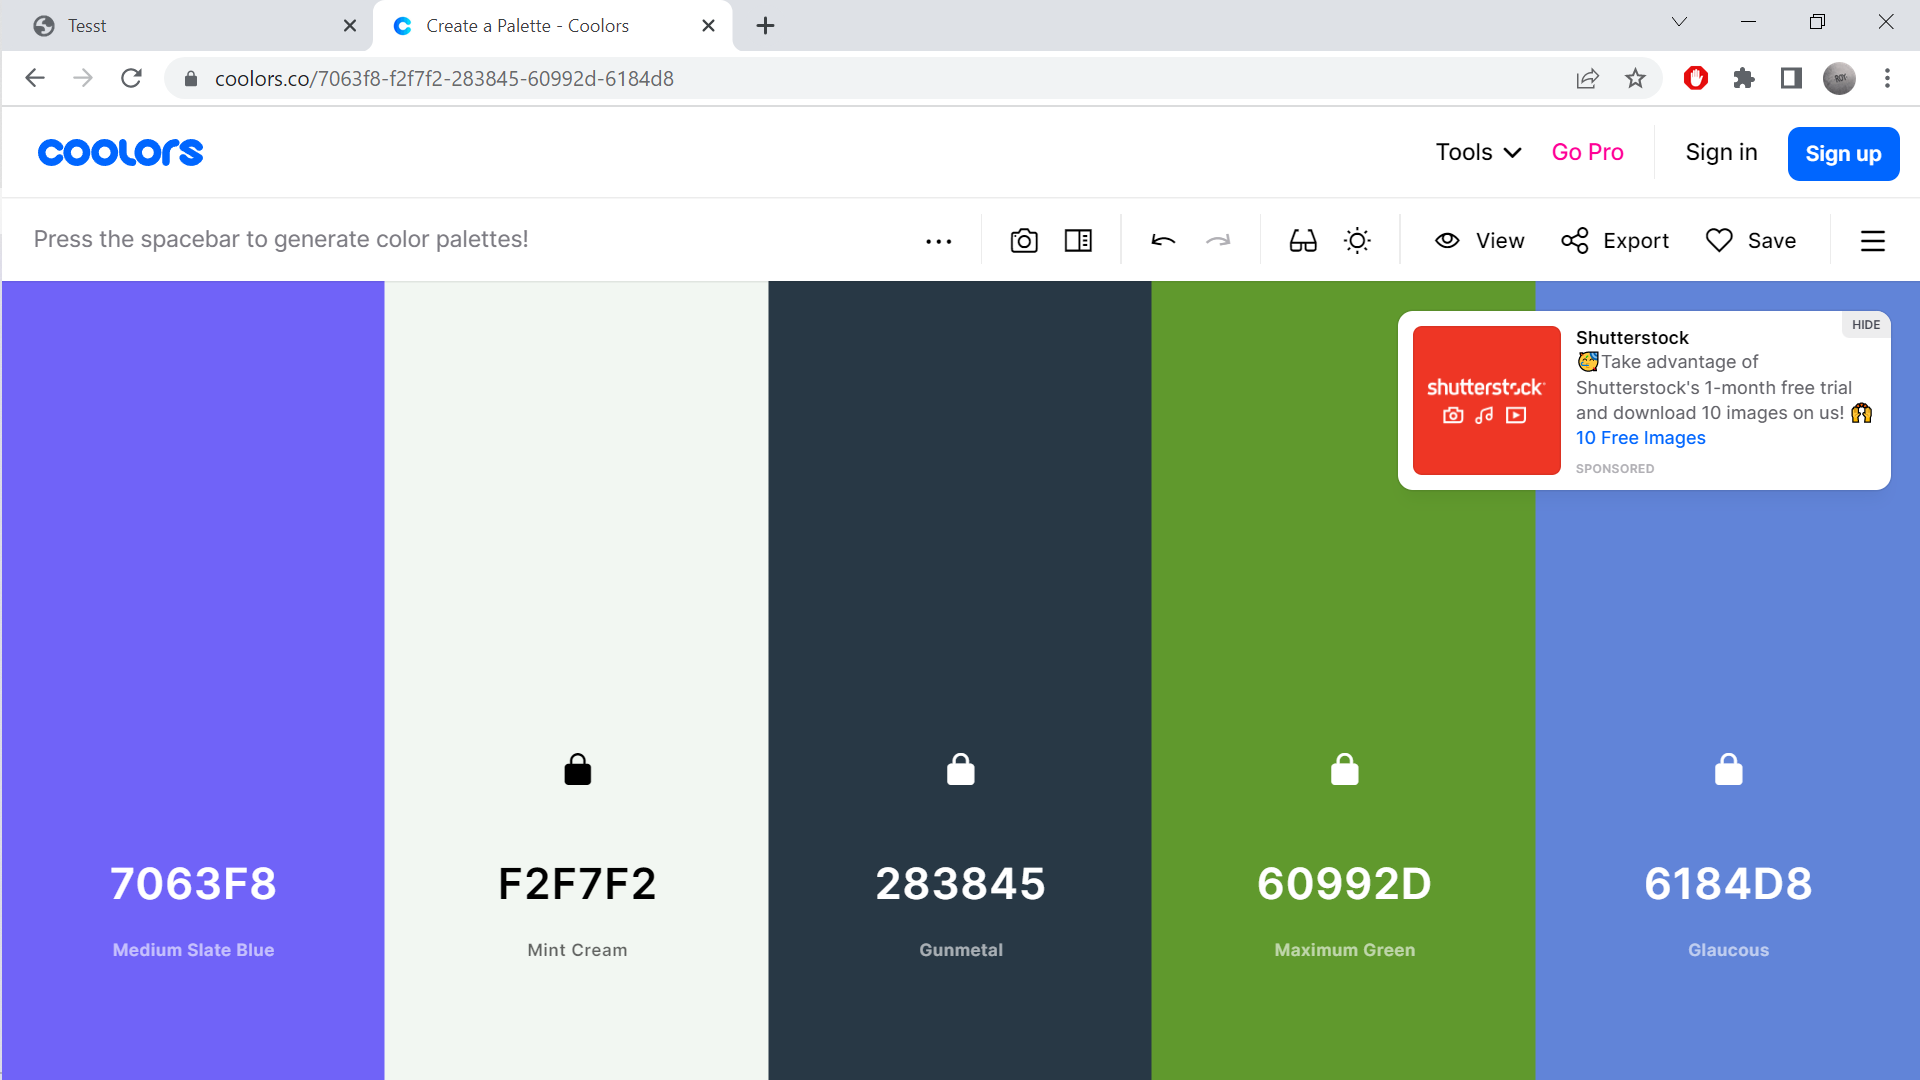 Tesst
Create a Palette - Coolors
coolors.co/7063f8-f2f7f2-283845-60992d-6184d8
coolors
Tools
Go Pro
Sign in
Sign up
Press the spacebar to generate color palettes!
View
Export
Save
HIDE
shutterstock
Shutterstock
🥳Take advantage of
Shutterstock's 1-month free trial
and download 10 images on us! 🙌
10 Free Images
SPONSORED
7063F8
Medium Slate Blue
F2F7F2
Mint Cream
283845
Gunmetal
60992D
Maximum Green
6184D8
Glaucous